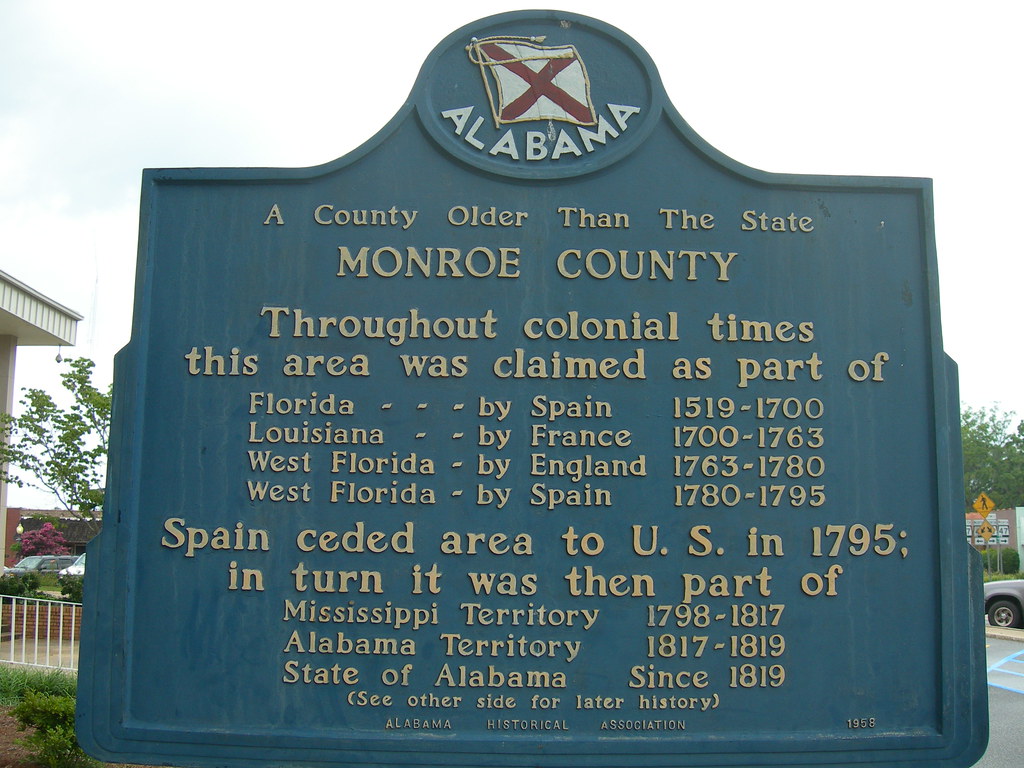 ALABAMA
A County Older Than The State
MONROE COUNTY
Throughout colonial times
this area was claimed as part of
Florida - - - by Spain 1519-1700
Louisiana - - by France 1700-1763
West Florida - by England 1763-1780
West Florida - by Spain 1780-1795
Spain ceded area to U. S. in 1795;
in turn it was then part of
Mississippi Territory 1798-1817
Alabama Territory 1817-1819
State of Alabama Since 1819
(See other side for later history)
ALABAMA HISTORICAL ASSOCIATION 1958